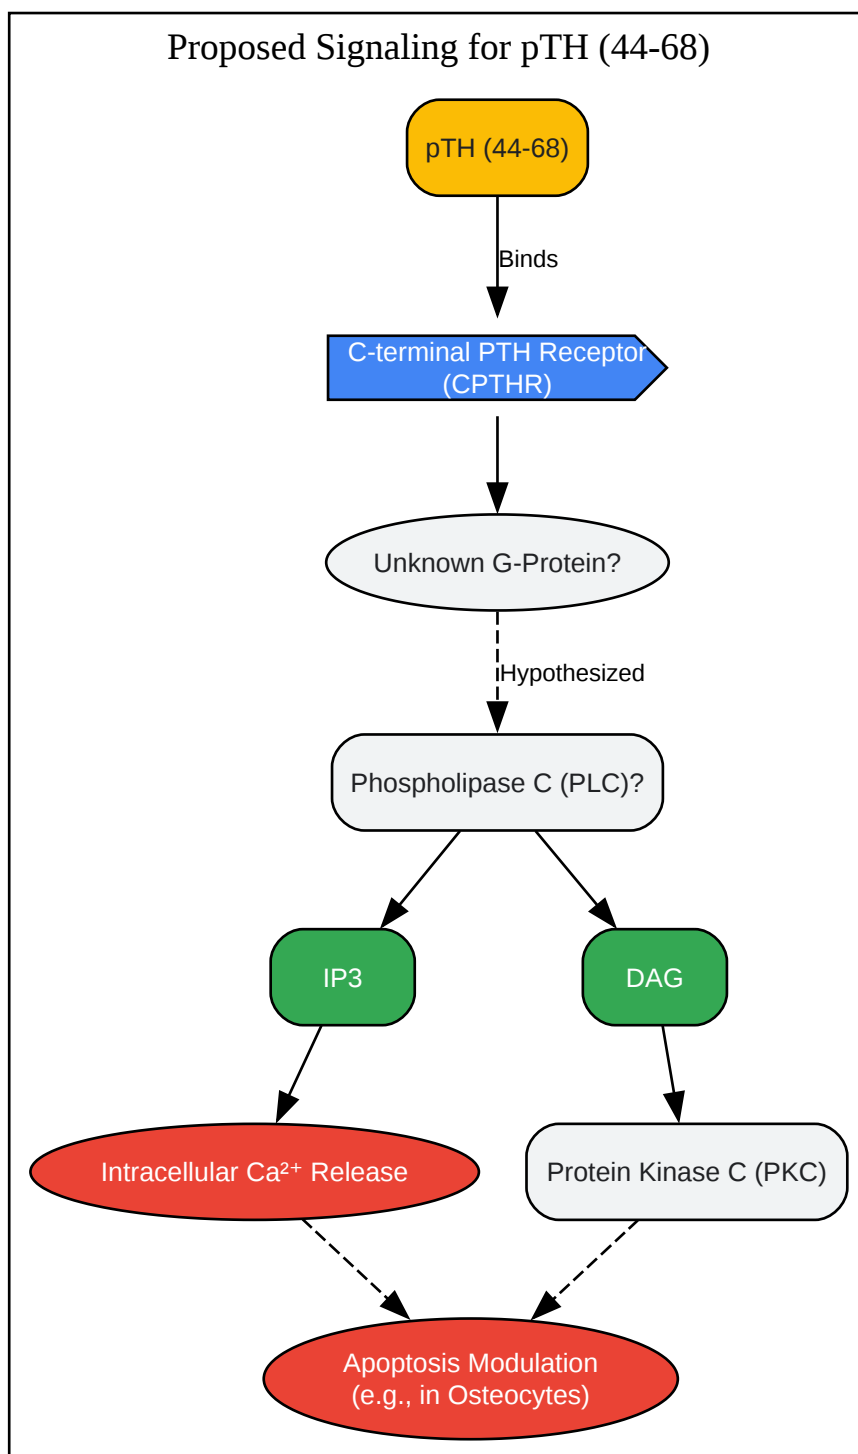 Proposed Signaling for pTH (44-68)
pTH (44-68)
Binds
C-terminal PTH Receptor
(CPTHR)
Unknown G-Protein?
Hypothesized
Phospholipase C (PLC)?
IP3
DAG
Intracellular Ca²⁺ Release
Protein Kinase C (PKC)
Apoptosis Modulation
(e.g., in Osteocytes)